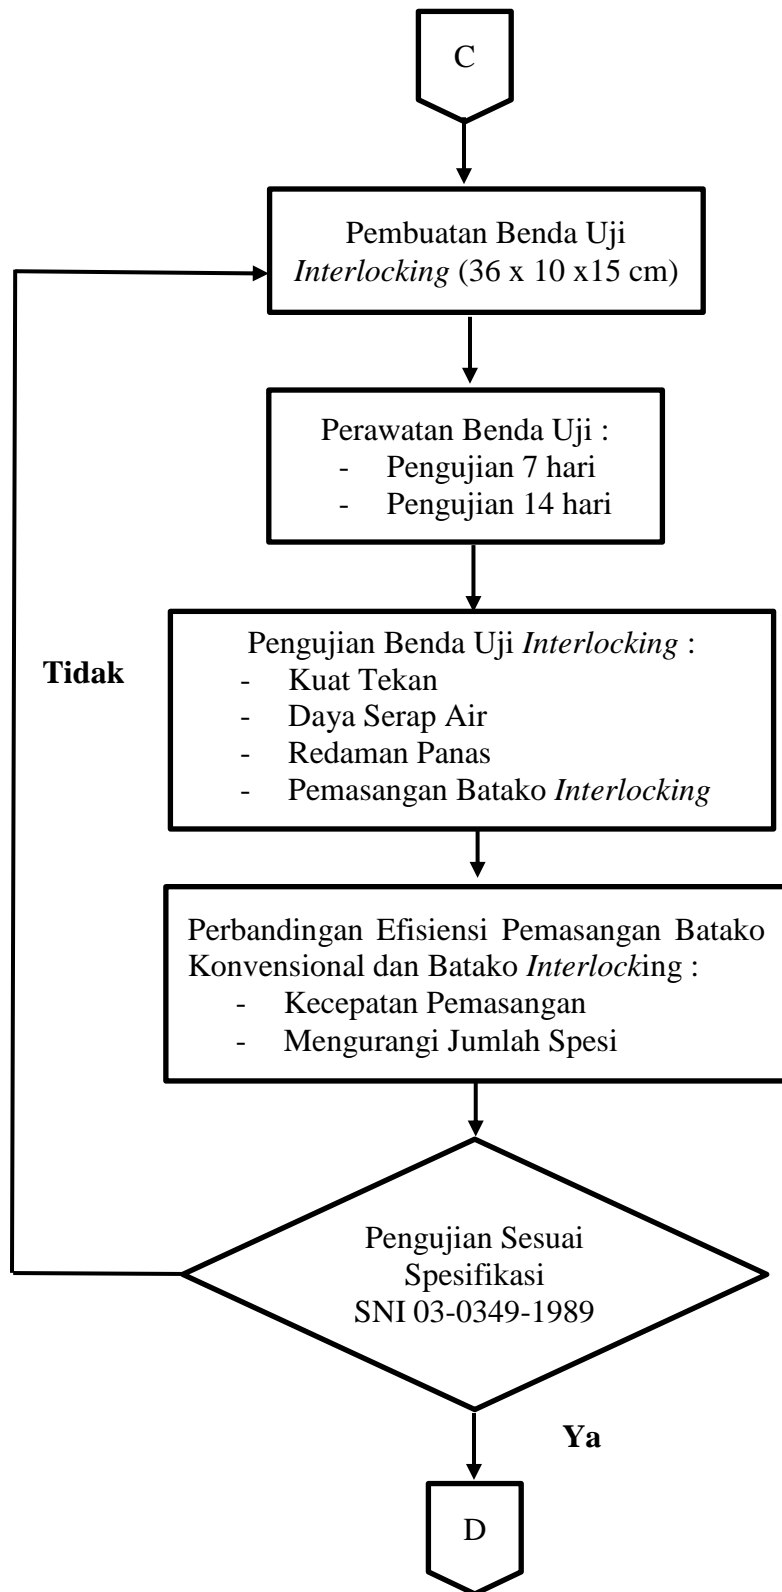 C
Pembuatan Benda Uji
Interlocking (36 x 10 x15 cm)
Perawatan Benda Uji :
- Pengujian 7 hari
- Pengujian 14 hari
Pengujian Benda Uji Interlocking :
- Kuat Tekan
- Daya Serap Air
- Redaman Panas
- Pemasangan Batako Interlocking
Tidak
Perbandingan Efisiensi Pemasangan Batako
Konvensional dan Batako Interlocking :
- Kecepatan Pemasangan
- Mengurangi Jumlah Spesi
Pengujian Sesuai
Spesifikasi
SNI 03-0349-1989
Ya
D